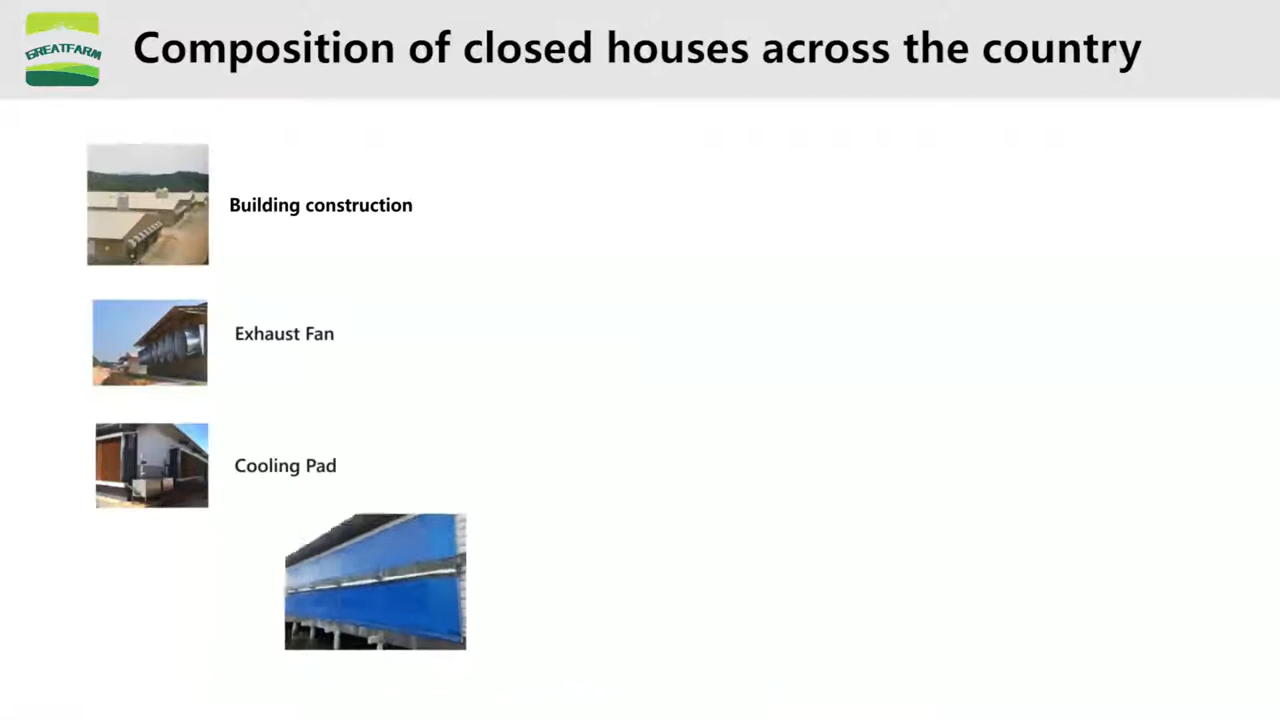 GREATFARM
Composition of closed houses across the country
Building construction
Exhaust Fan
Cooling Pad